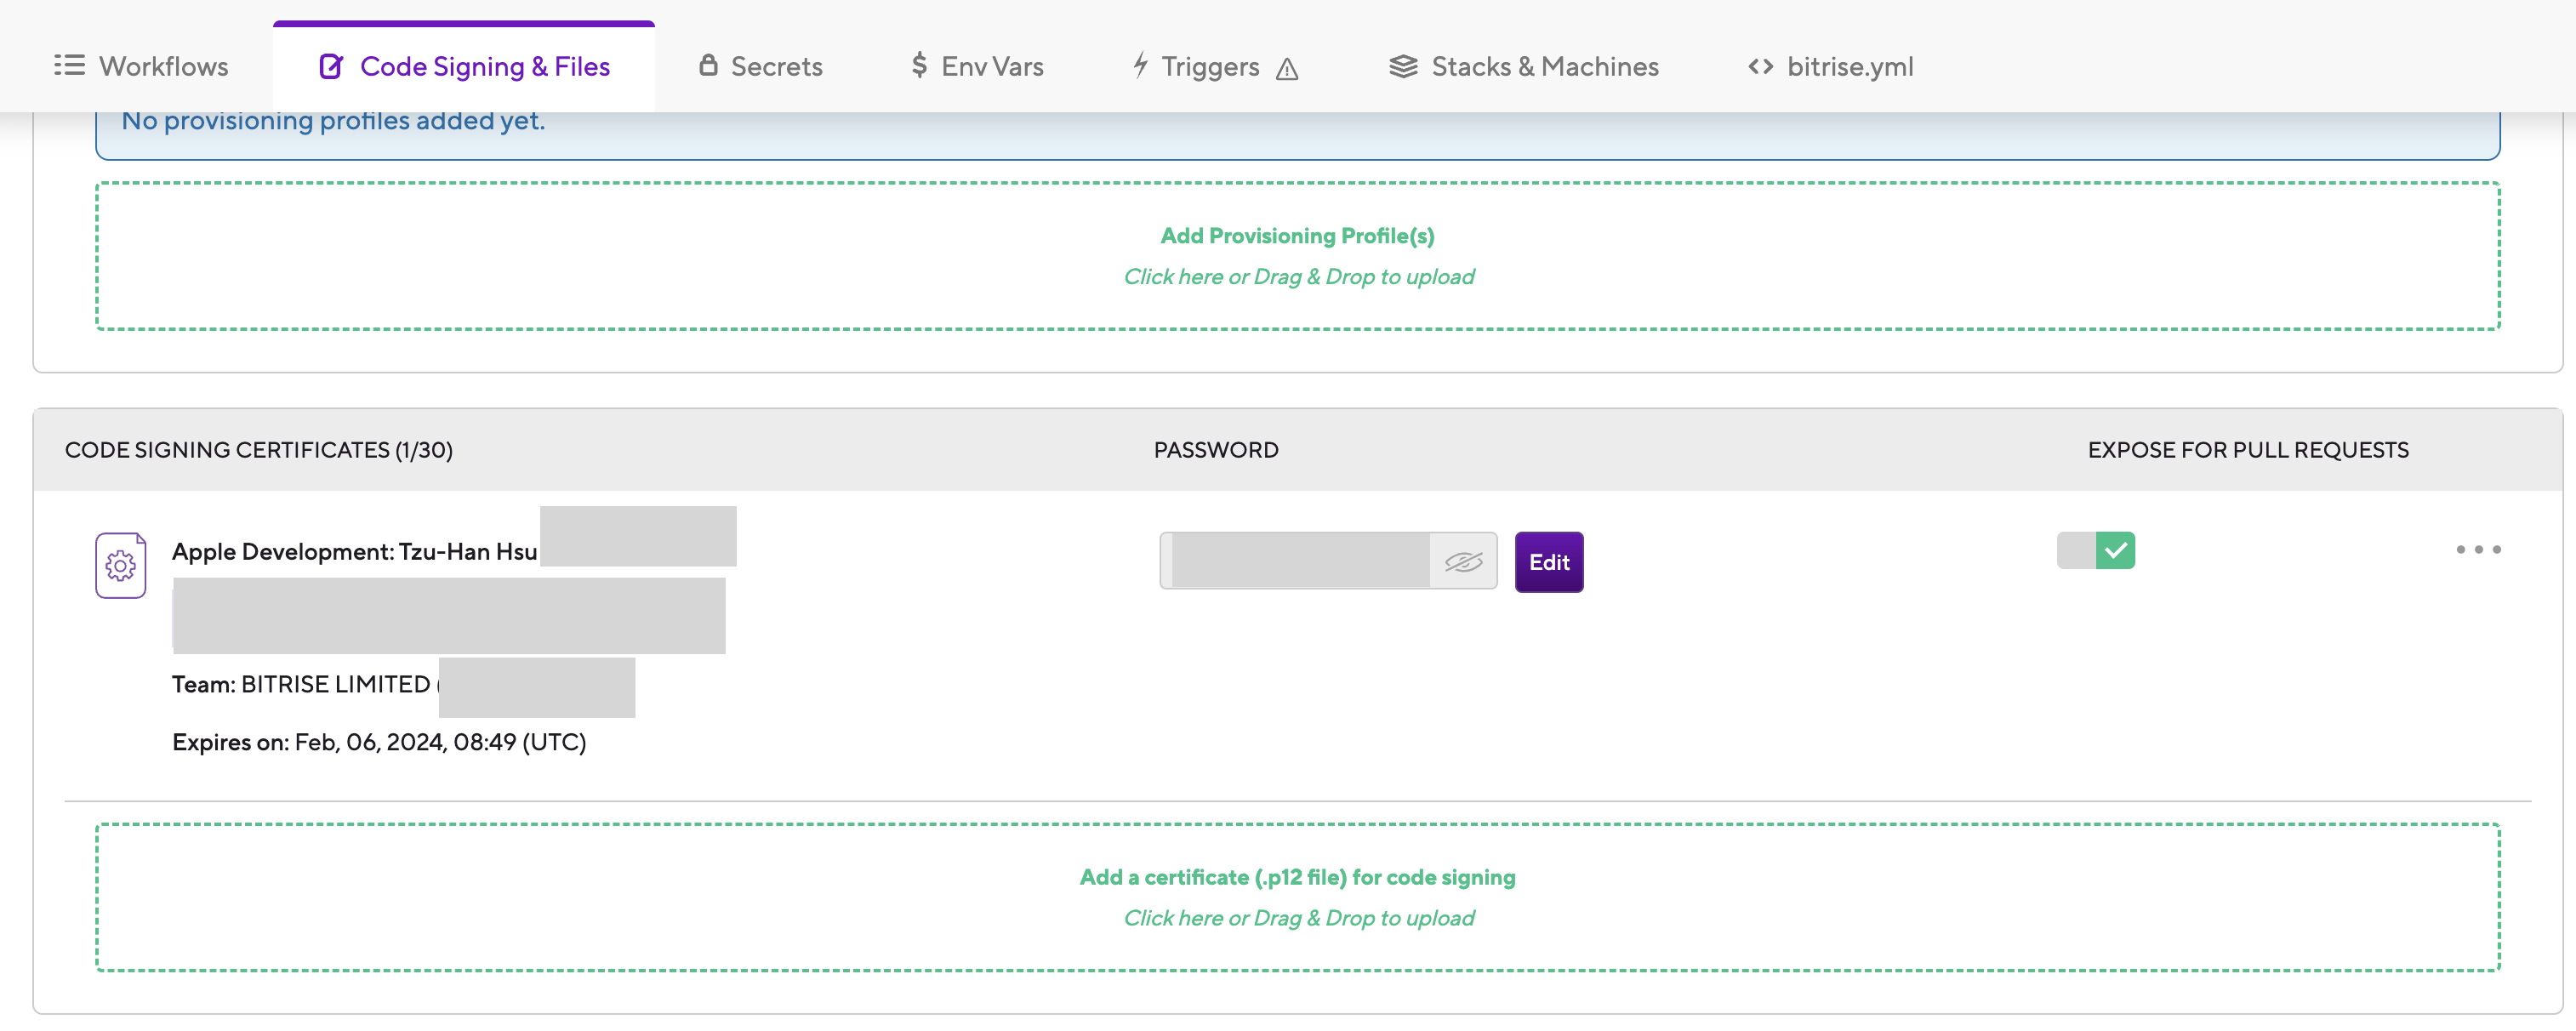 Workflows
Code Signing & Files
Secrets
Env Vars
Triggers
Stacks & Machines
bitrise.yml
No provisioning profiles added yet.
Add Provisioning Profile(s)
Click here or Drag & Drop to upload
CODE SIGNING CERTIFICATES (1/30)
PASSWORD
EXPOSE FOR PULL REQUESTS
Apple Development: Tzu-Han Hsu
Edit
Team: BITRISE LIMITED (
Expires on: Feb, 06, 2024, 08:49 (UTC)
Add a certificate (.p12 file) for code signing
Click here or Drag & Drop to upload